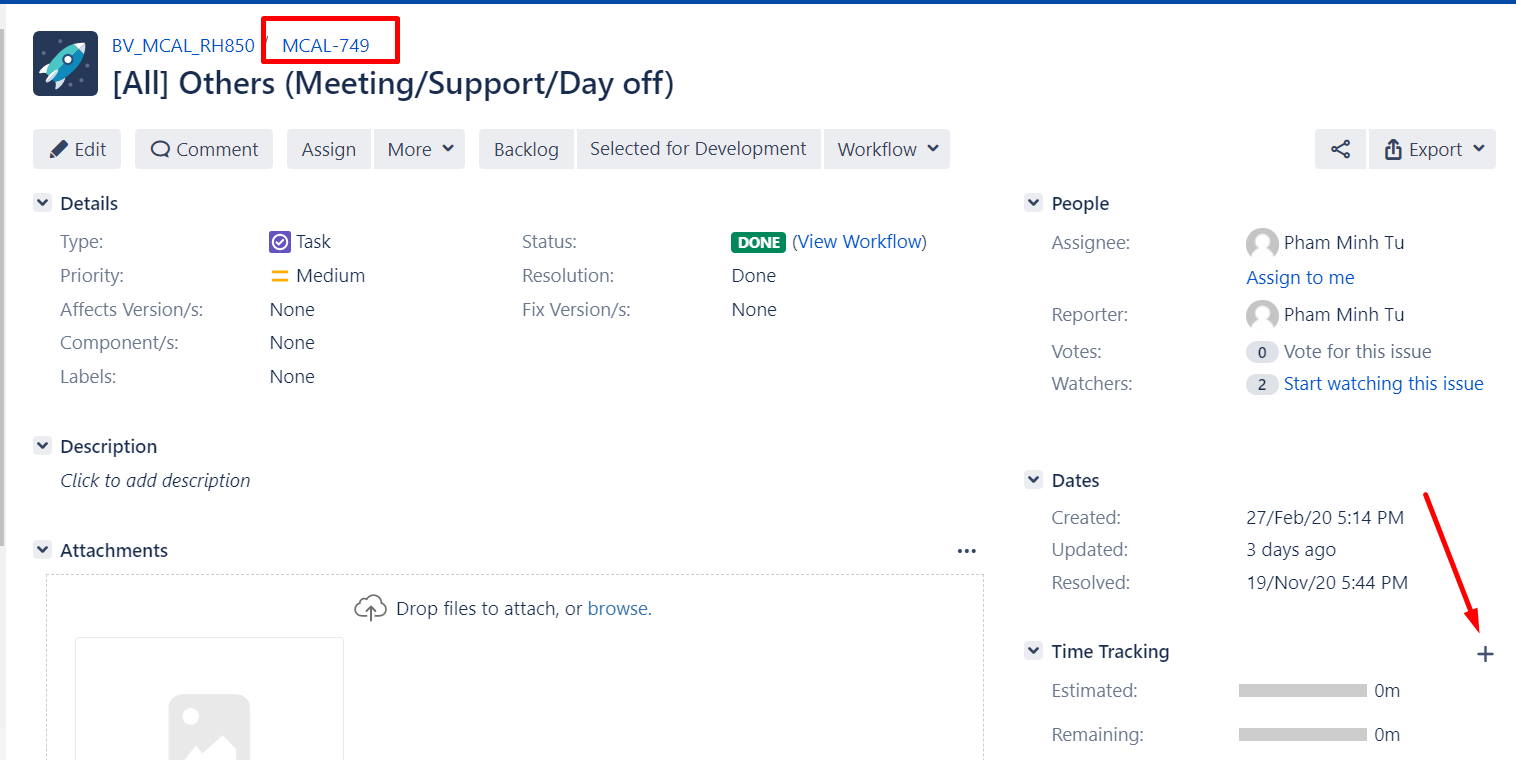 BV_MCAL_RH850 / MCAL-749
[All] Others (Meeting/Support/Day off)
Edit Comment Assign More Backlog Selected for Development Workflow Export
Details
Type: Task Status: DONE (View Workflow)
Priority: Medium Resolution: Done
Affects Version/s: None Fix Version/s: None
Component/s: None
Labels: None
Description
Click to add description
Attachments ...
Drop files to attach, or browse.
People
Assignee: Pham Minh Tu
Assign to me
Reporter: Pham Minh Tu
Votes: 0 Vote for this issue
Watchers: 2 Start watching this issue
Dates
Created: 27/Feb/20 5:14 PM
Updated: 3 days ago
Resolved: 19/Nov/20 5:44 PM
Time Tracking +
Estimated: 0m
Remaining: 0m